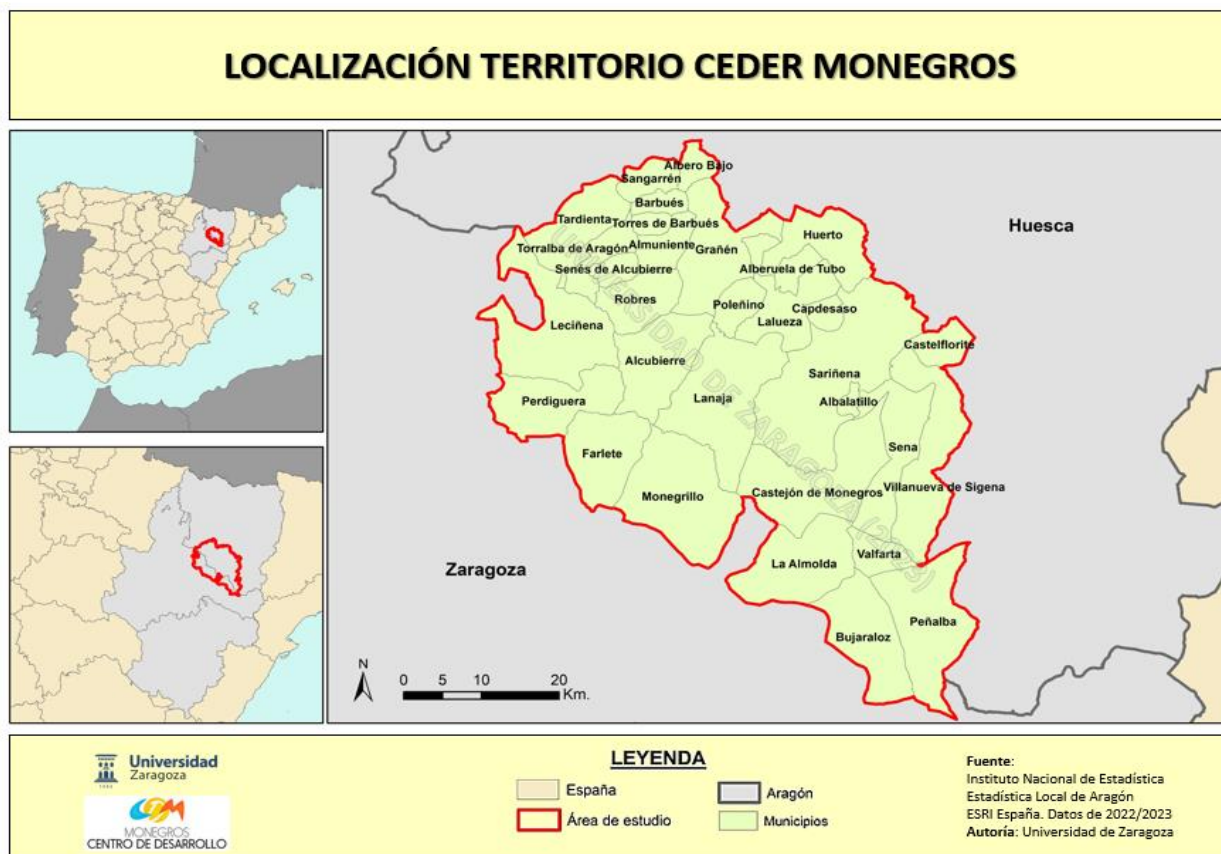 LOCALIZACIÓN TERRITORIO CEDER MONEGROS
Albero Bajo
Sangarrén
Barbués
Tardienta
Torres de Barbués
Huerto
Huesca
Torralba de Aragón
Almuniente
Grañén
Senés de Alcubierre
Alberuela de Tubo
Robres
Poleñino
Capdesaso
Leciñena
Lalueza
Castelflorite
Alcubierre
Sariñena
Perdiguera
Lanaja
Albalatillo
Farlete
Sena
Monegrillo
Castejón de Monegros
Villanueva de Sigena
Valfarta
La Almolda
Zaragoza
Peñalba
Bujaraloz
UNIVERSIDAD DE ZARAGOZA
N
0 5 10 20
Km.
Universidad
Zaragoza
MONEGROS
CENTRO DE DESARROLLO
LEYENDA
España
Aragón
Área de estudio
Municipios
Fuente:
Instituto Nacional de Estadística
Estadística Local de Aragón
ESRI España. Datos de 2022/2023
Autoría: Universidad de Zaragoza